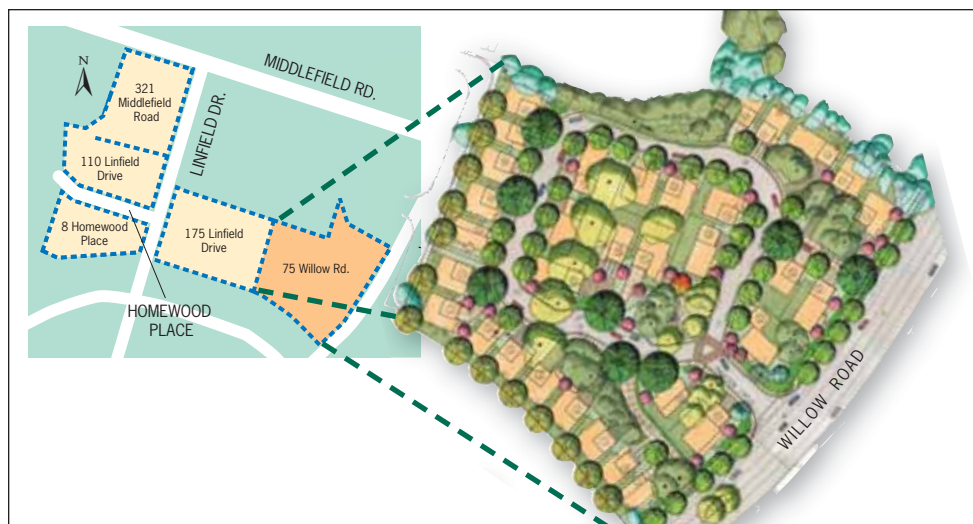 N
MIDDLEFIELD RD.
321
Middlefield
Road
LINFIELD DR.
110 Linfield
Drive
8 Homewood
Place
175 Linfield
Drive
75 Willow Rd.
HOMEWOOD
PLACE
WILLOW ROAD